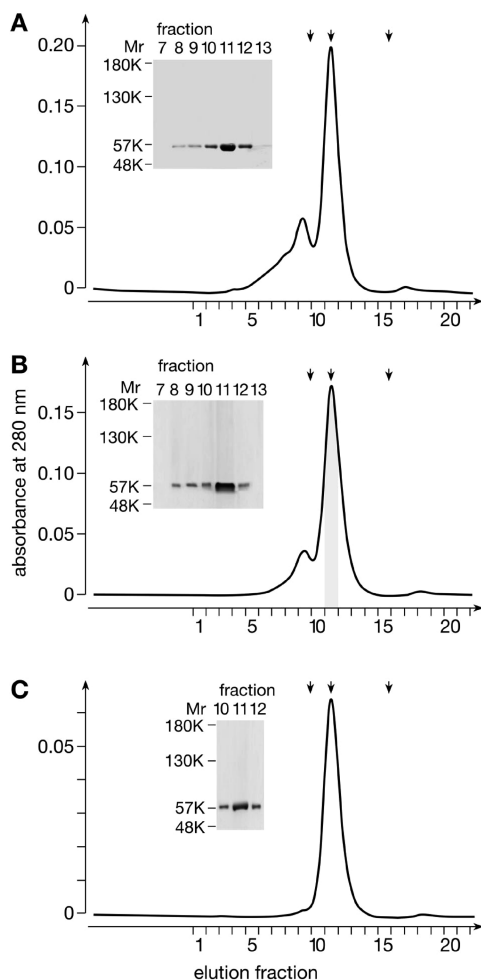 A
fraction
Mr 7 8 9 10 11 12 13
180K
130K
57K
48K
0.20
0.15
0.10
0.05
0
1 5 10 15 20
B
fraction
Mr 7 8 9 10 11 12 13
180K
130K
57K
48K
0.15
0.10
0.05
0
absorbance at 280 nm
1 5 10 15 20
C
fraction
Mr 10 11 12
180K
130K
57K
48K
0.05
0
1 5 10 15 20
elution fraction